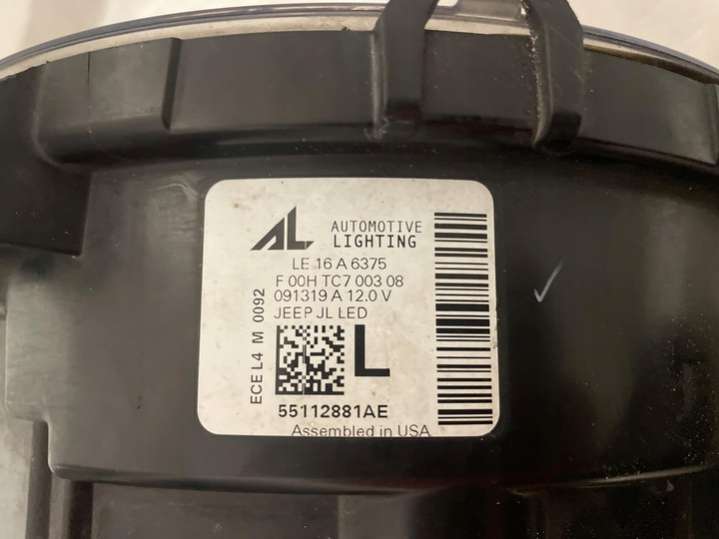 AL AUTOMOTIVE
LIGHTING
LE 16 A 6375
F 00H TC7 003 08
091319 A 12.0 V
JEEP JL LED
ECE L4 M 0092
L
55112881AE
Assembled in USA